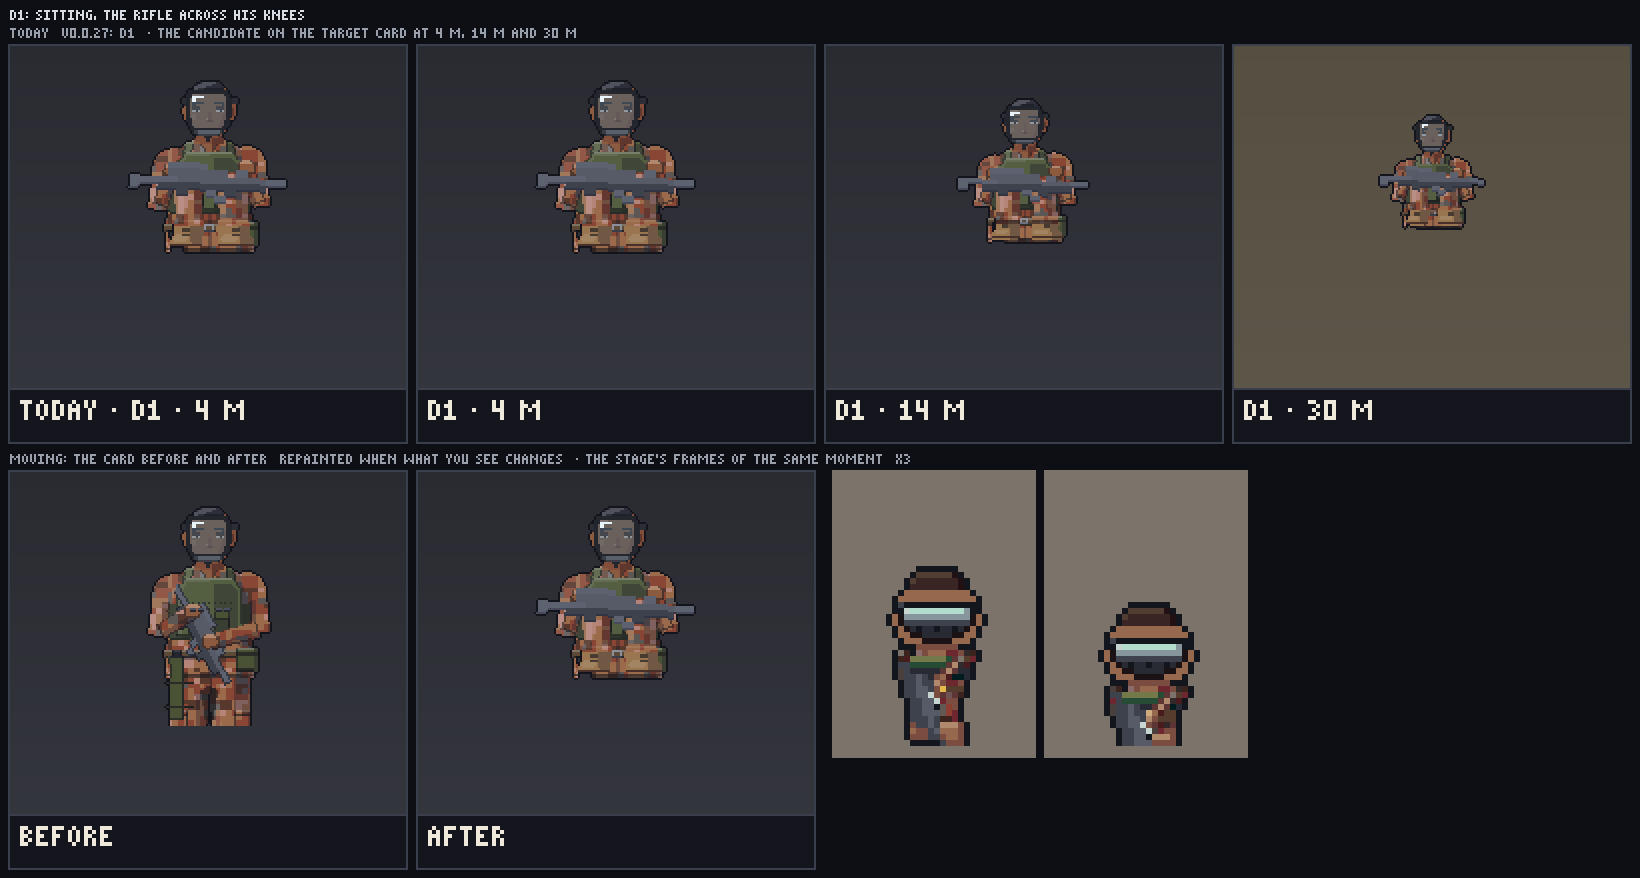 D1: SITTING, THE RIFLE ACROSS HIS KNEES
TODAY V0.0.27: D1 · THE CANDIDATE ON THE TARGET CARD AT 4 M, 14 M AND 30 M
TODAY · D1 · 4 M
D1 · 4 M
D1 · 14 M
D1 · 30 M
MOVING: THE CARD BEFORE AND AFTER REPAINTED WHEN WHAT YOU SEE CHANGES · THE STAGE'S FRAMES OF THE SAME MOMENT X3
BEFORE
AFTER